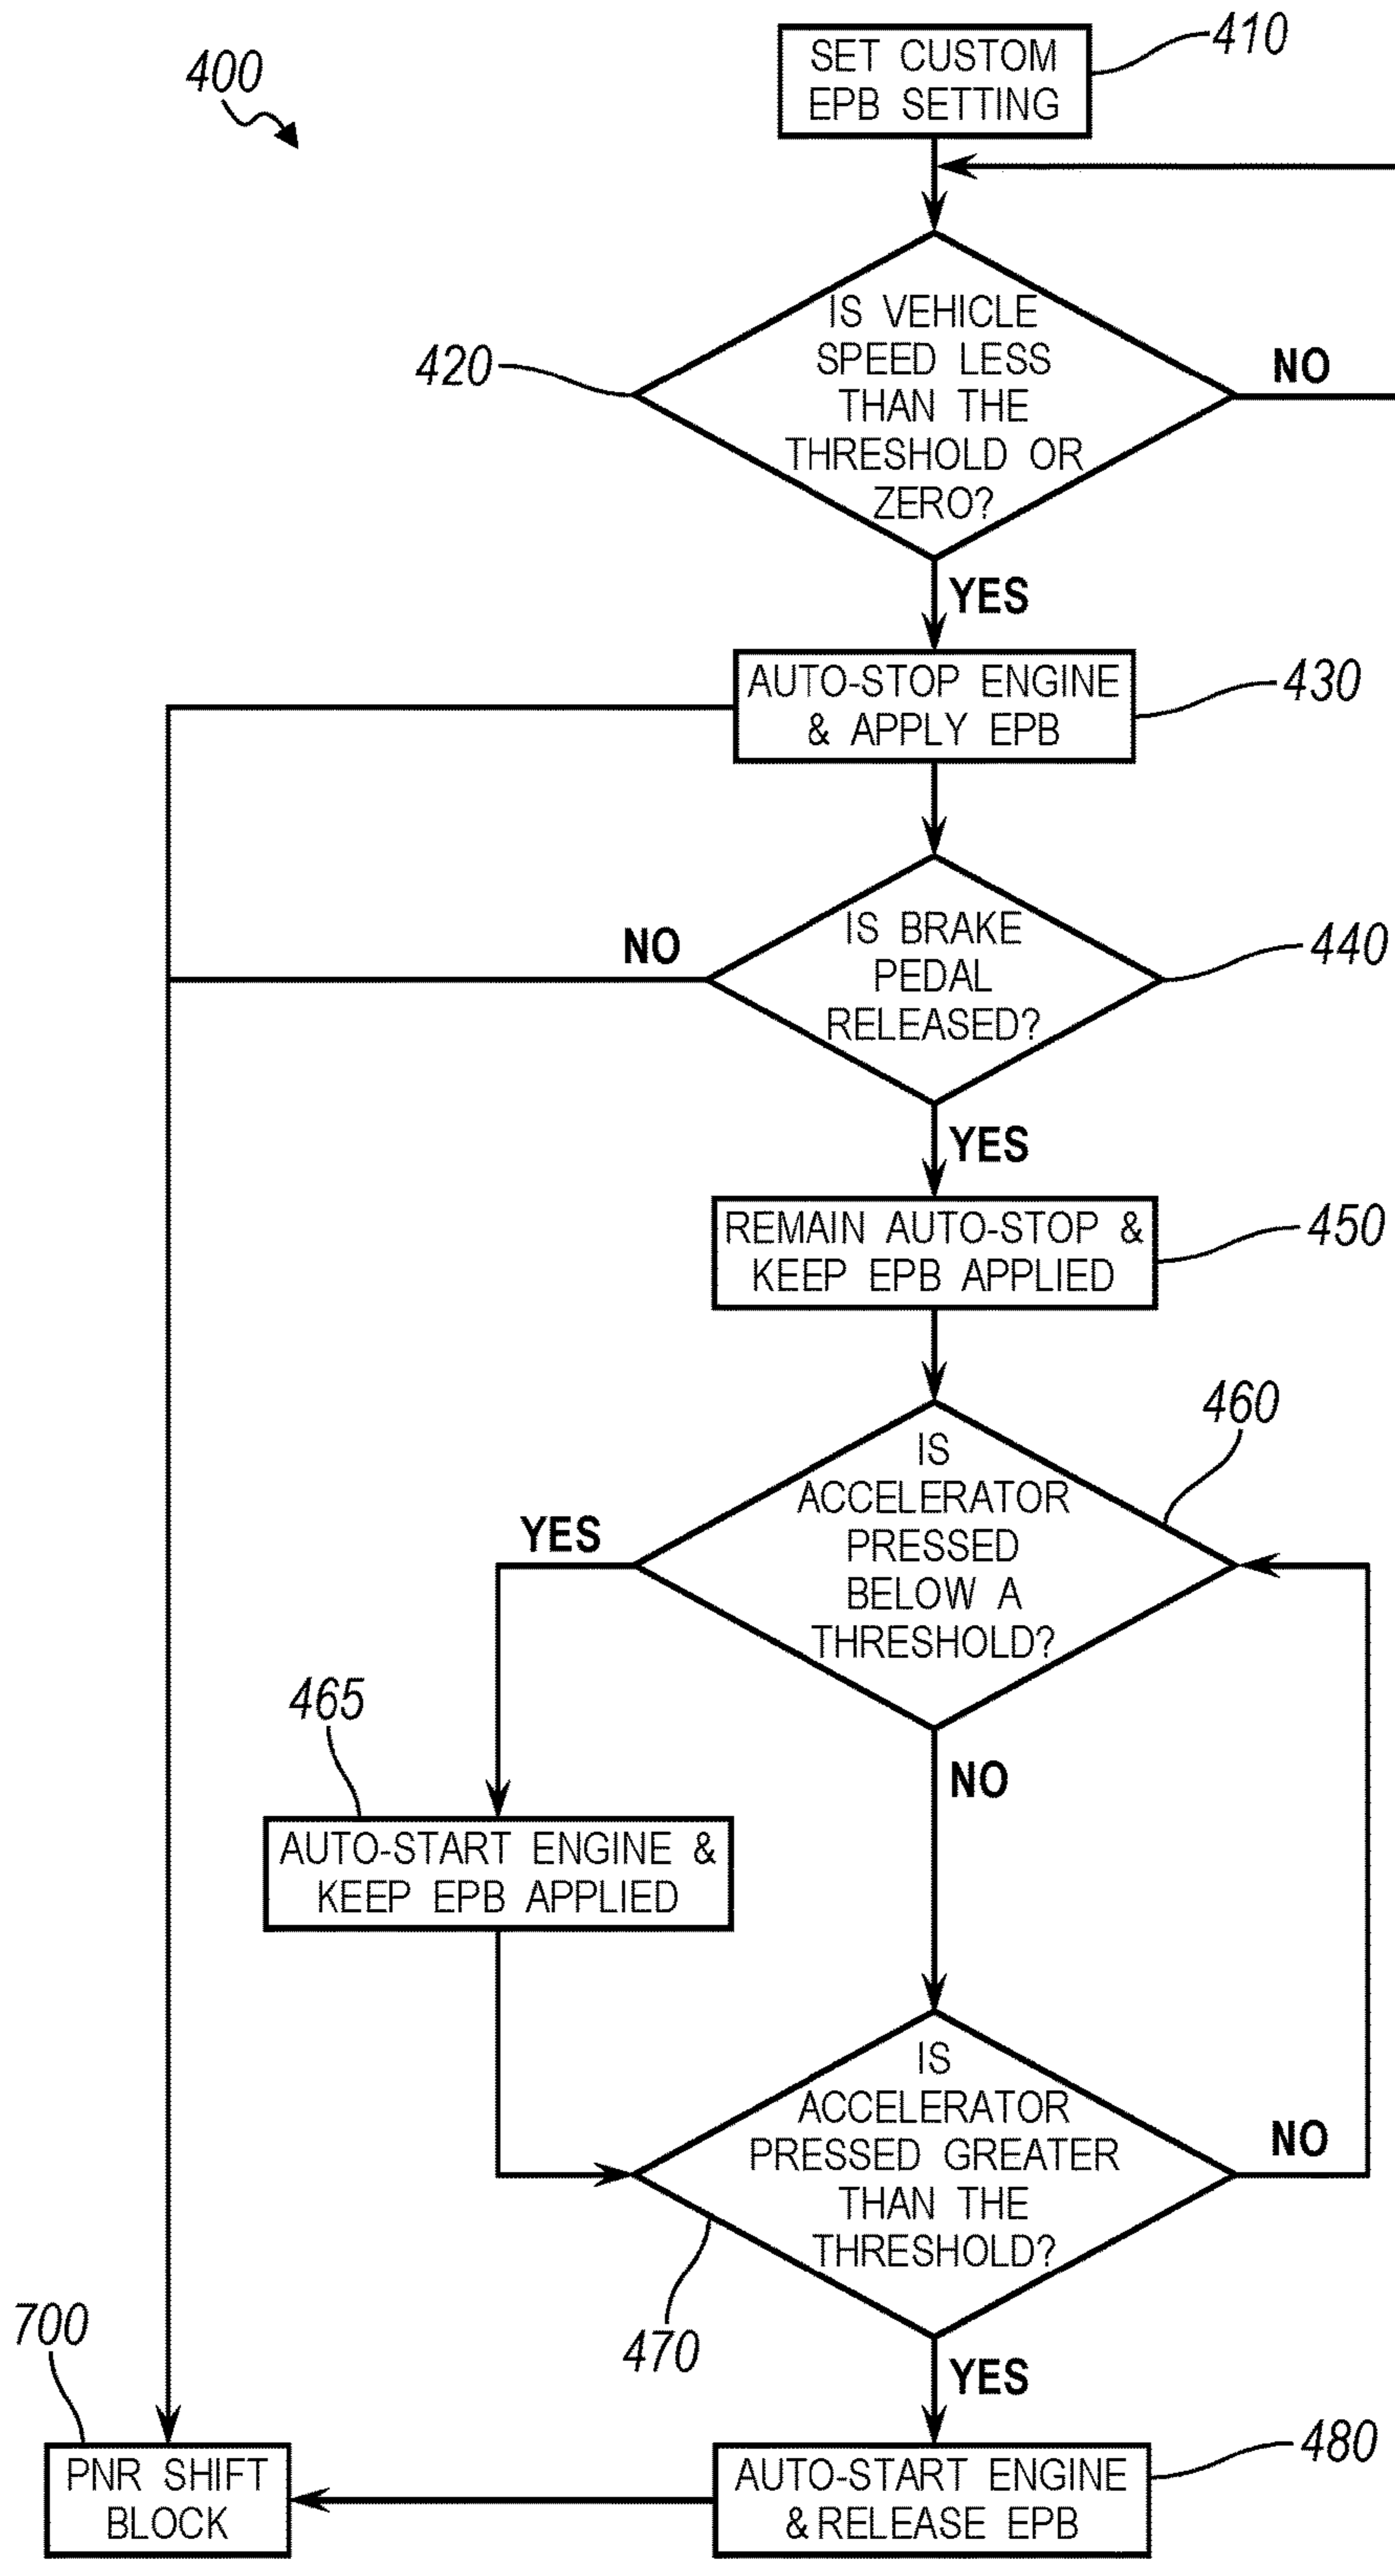 400
SET CUSTOM
EPB SETTING
410
IS VEHICLE
SPEED LESS
THAN THE
THRESHOLD OR
ZERO?
420
NO
YES
AUTO-STOP ENGINE
& APPLY EPB
430
IS BRAKE
PEDAL
RELEASED?
440
NO
YES
REMAIN AUTO-STOP &
KEEP EPB APPLIED
450
IS
ACCELERATOR
PRESSED
BELOW A
THRESHOLD?
460
YES
NO
465
AUTO-START ENGINE &
KEEP EPB APPLIED
IS
ACCELERATOR
PRESSED GREATER
THAN THE
THRESHOLD?
470
NO
YES
700
PNR SHIFT
BLOCK
AUTO-START ENGINE
& RELEASE EPB
480